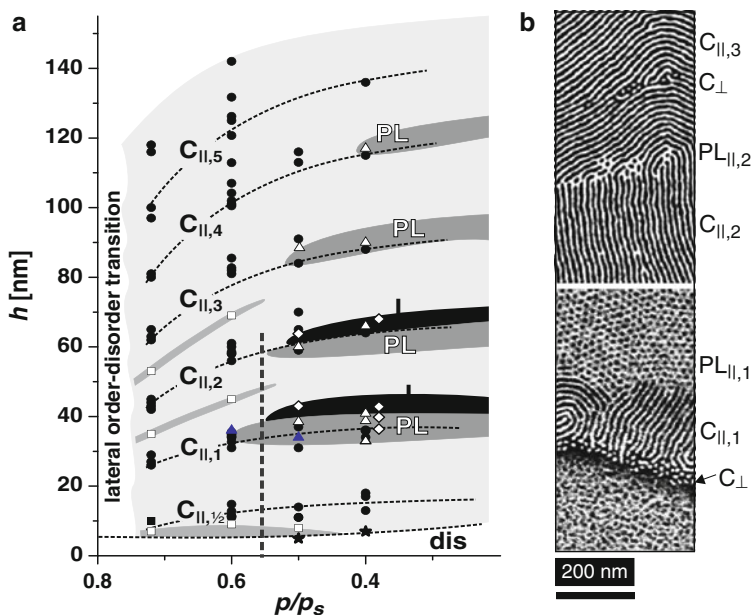 a
b
h [nm]
140
120
100
80
60
40
20
0
0.8
0.6
0.4
p/pₛ
lateral order-disorder transition
C||,5
C||,4
C||,3
C||,2
C||,1
C||,½
PL
PL
PL
PL
dis
C||,3
C⊥
PL||,2
C||,2
PL||,1
C||,1
C⊥
200 nm